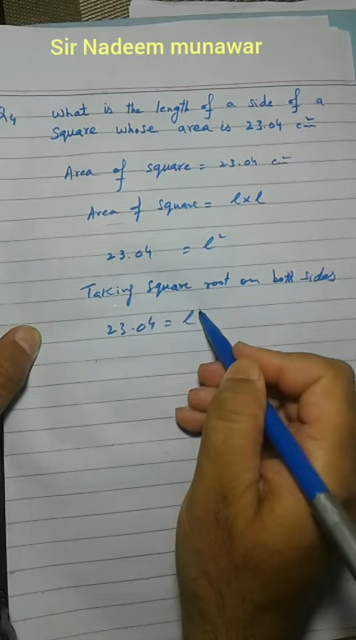 Sir Nadeem munawar
Q4 What is the length of a side of a
square whose area is 23.04 cm²
Area of square = 23.04 cm²
Area of square = l×l
23.04 = l²
Taking square root on both sides
23.04 = l